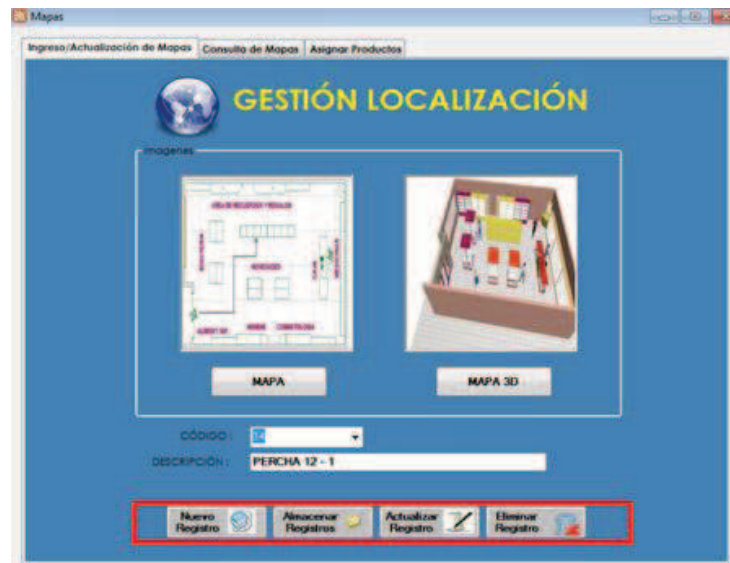 Mapas
Ingreso/Actualización de Mapas Consulta de Mapas Asignar Productos
GESTIÓN LOCALIZACIÓN
Imagenes
MAPA MAPA 3D
CÓDIGO: 14
DESCRIPCIÓN: PERCHA 12 - 1
Nuevo Registro Almacenar Registros Actualizar Registro Eliminar Registro